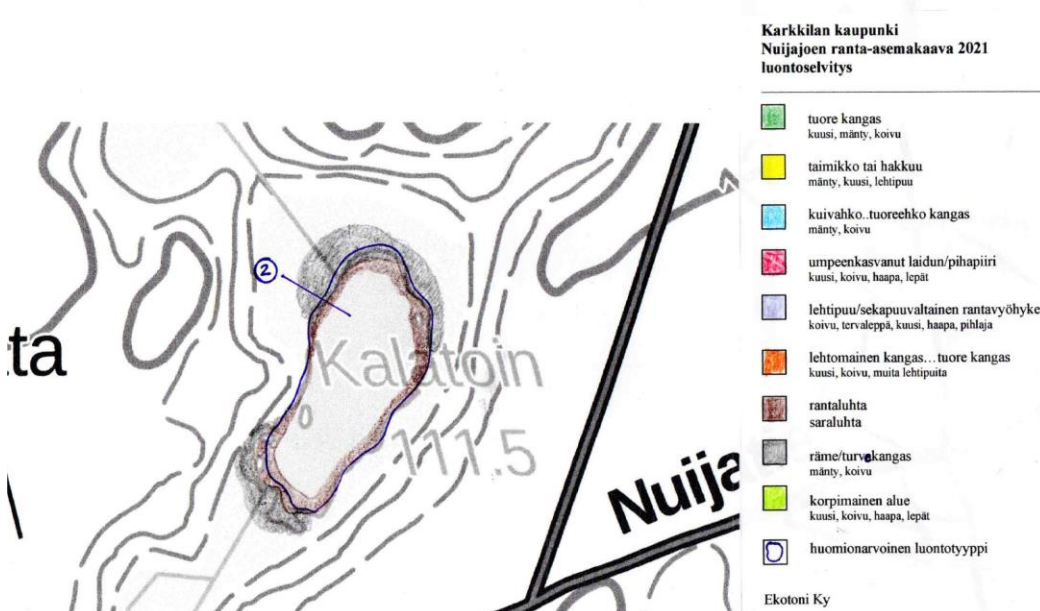 Karkkilan kaupunki
Nuijajoen ranta-asemakaava 2021
luontoselvitys
tuore kangas
kuusi, mänty, koivu
taimikko tai hakkuu
mänty, kuusi, lehtipuu
kuivahko..tuoreehko kangas
mänty, koivu
umpeenkasvanut laidun/pihapiiri
kuusi, koivu, haapa, lepät
lehtipuu/sekapuuvaltainen rantavyöhyke
koivu, tervaleppä, kuusi, haapa, pihlaja
lehtomainen kangas...tuore kangas
kuusi, koivu, muita lehtipuita
rantaluhta
saraluhta
räme/turvekangas
mänty, koivu
korpimainen alue
kuusi, koivu, haapa, lepät
huomionarvoinen luontotyyppi
Ekotoni Ky
2
ta
Kalatoin
111.5
Nuija